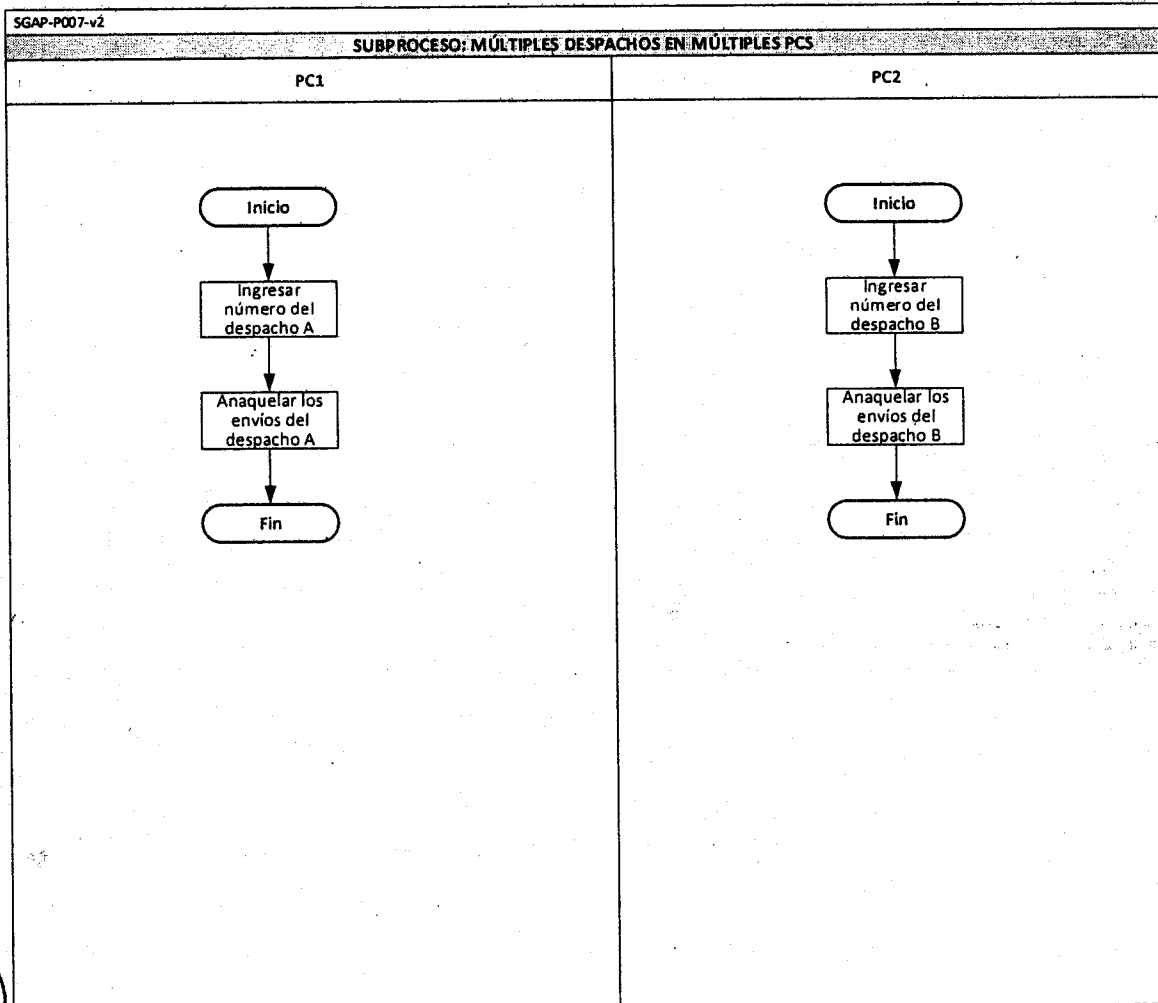 SGAP-P007-v2
SUBPROCESO: MÚLTIPLES DESPACHOS EN MÚLTIPLES PCS
PC1
PC2
Inicio
Ingresar
número del
despacho A
Anaquelar los
envíos del
despacho A
Fin
Inicio
Ingresar
número del
despacho B
Anaquelar los
envíos del
despacho B
Fin